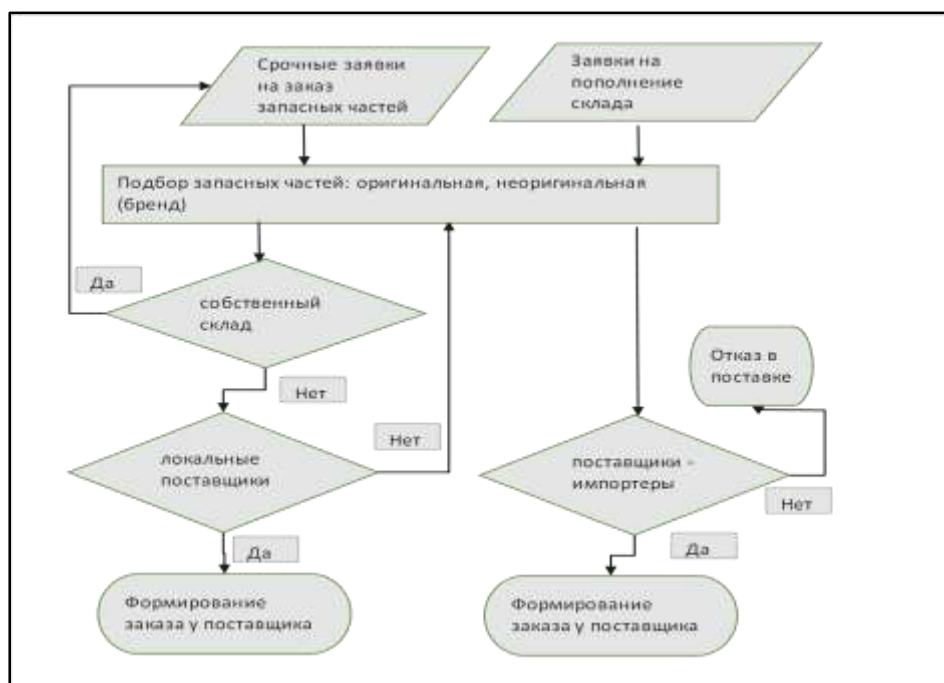 Срочные заявки
на заказ
запасных частей
Заявки на
пополнение
склада
Подбор запасных частей: оригинальная, неоригинальная
(бренд)
Да
собственный
склад
Отказ в
поставке
Нет
Нет
локальные
поставщики
поставщики -
импортеры
Нет
Да
Да
Формирование
заказа у поставщика
Формирование
заказа у поставщика